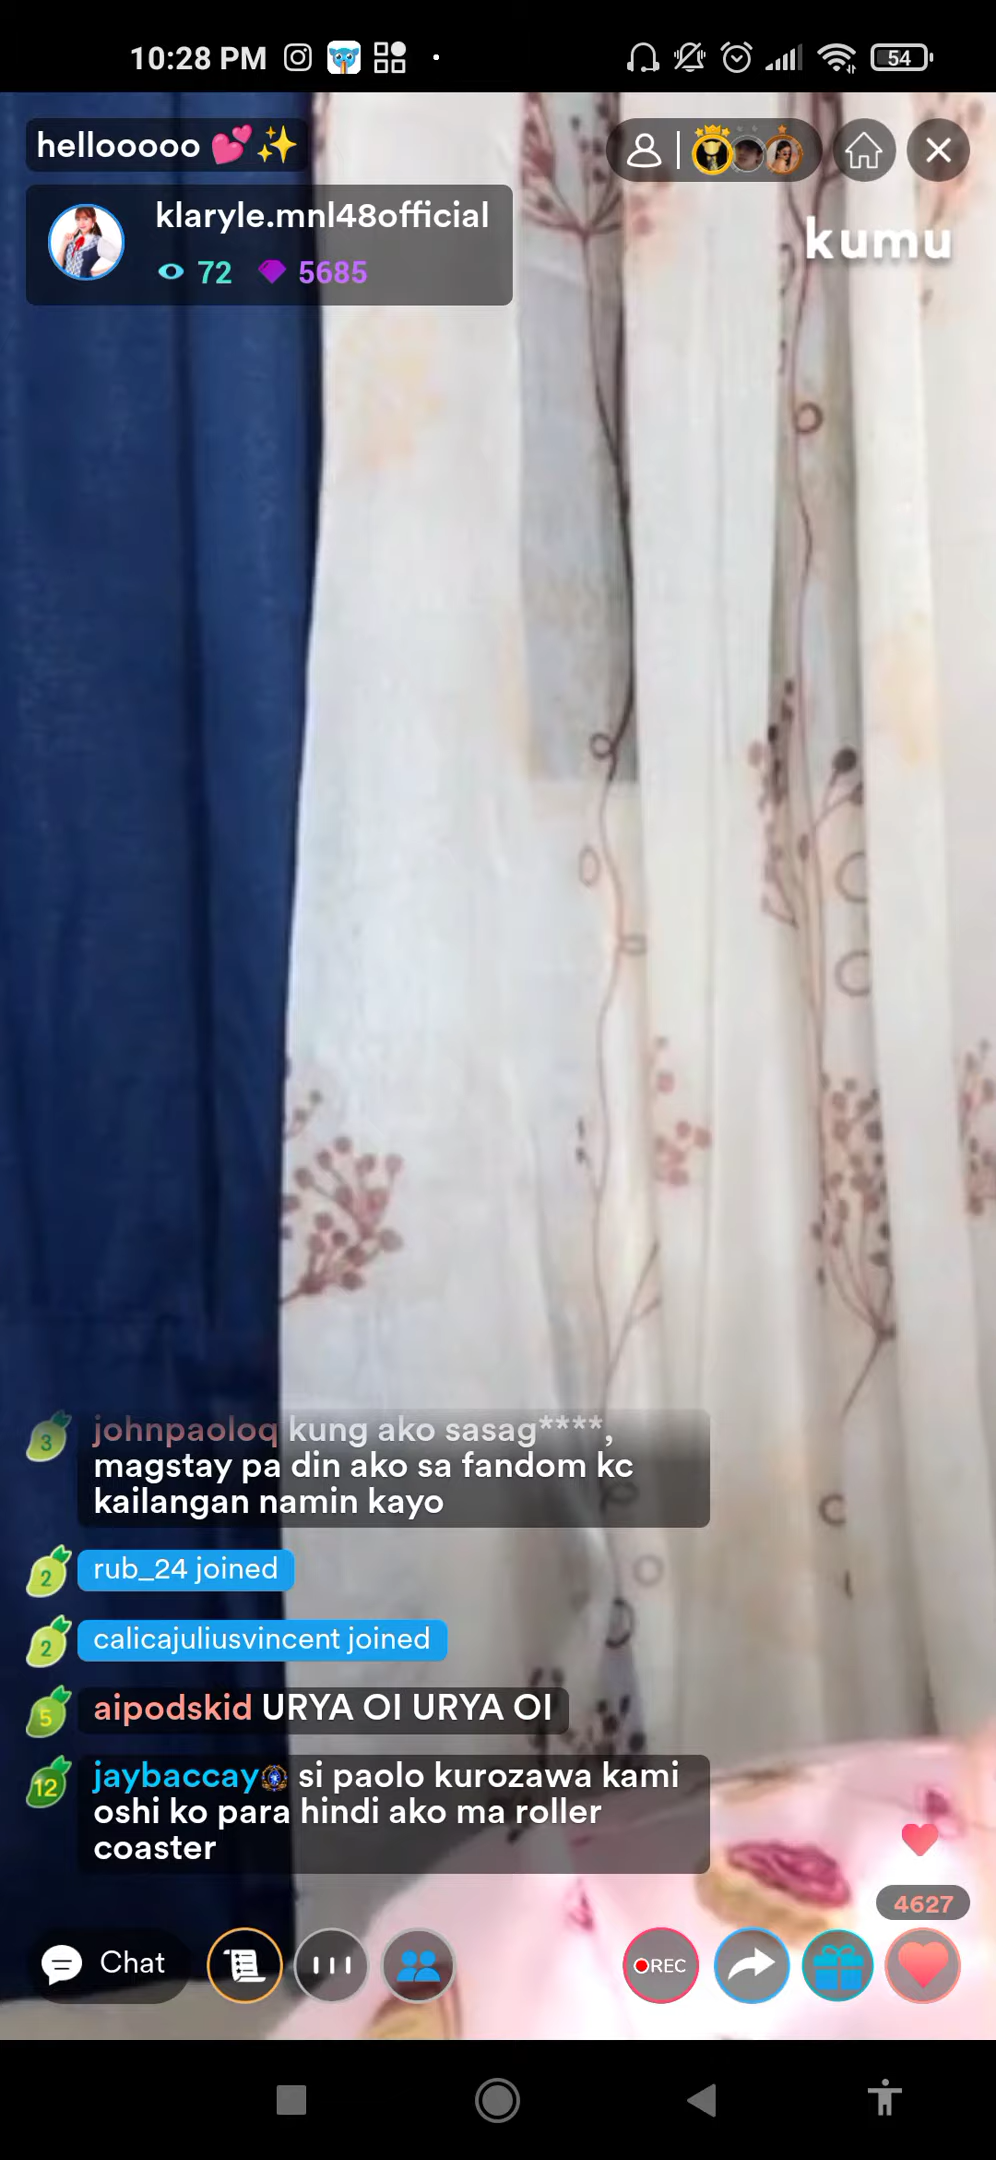 10:28 PM
54
hellooooo 💕✨
klaryle.mnl48official
72 5685
kumu
3
johnpaoloq kung ako sasag****,
magstay pa din ako sa fandom kc
kailangan namin kayo
2
rub_24 joined
2
calicajuliusvincent joined
5
aipodskid URYA OI URYA OI
12
jaybaccay si paolo kurozawa kami
oshi ko para hindi ako ma roller
coaster
4627
Chat
REC